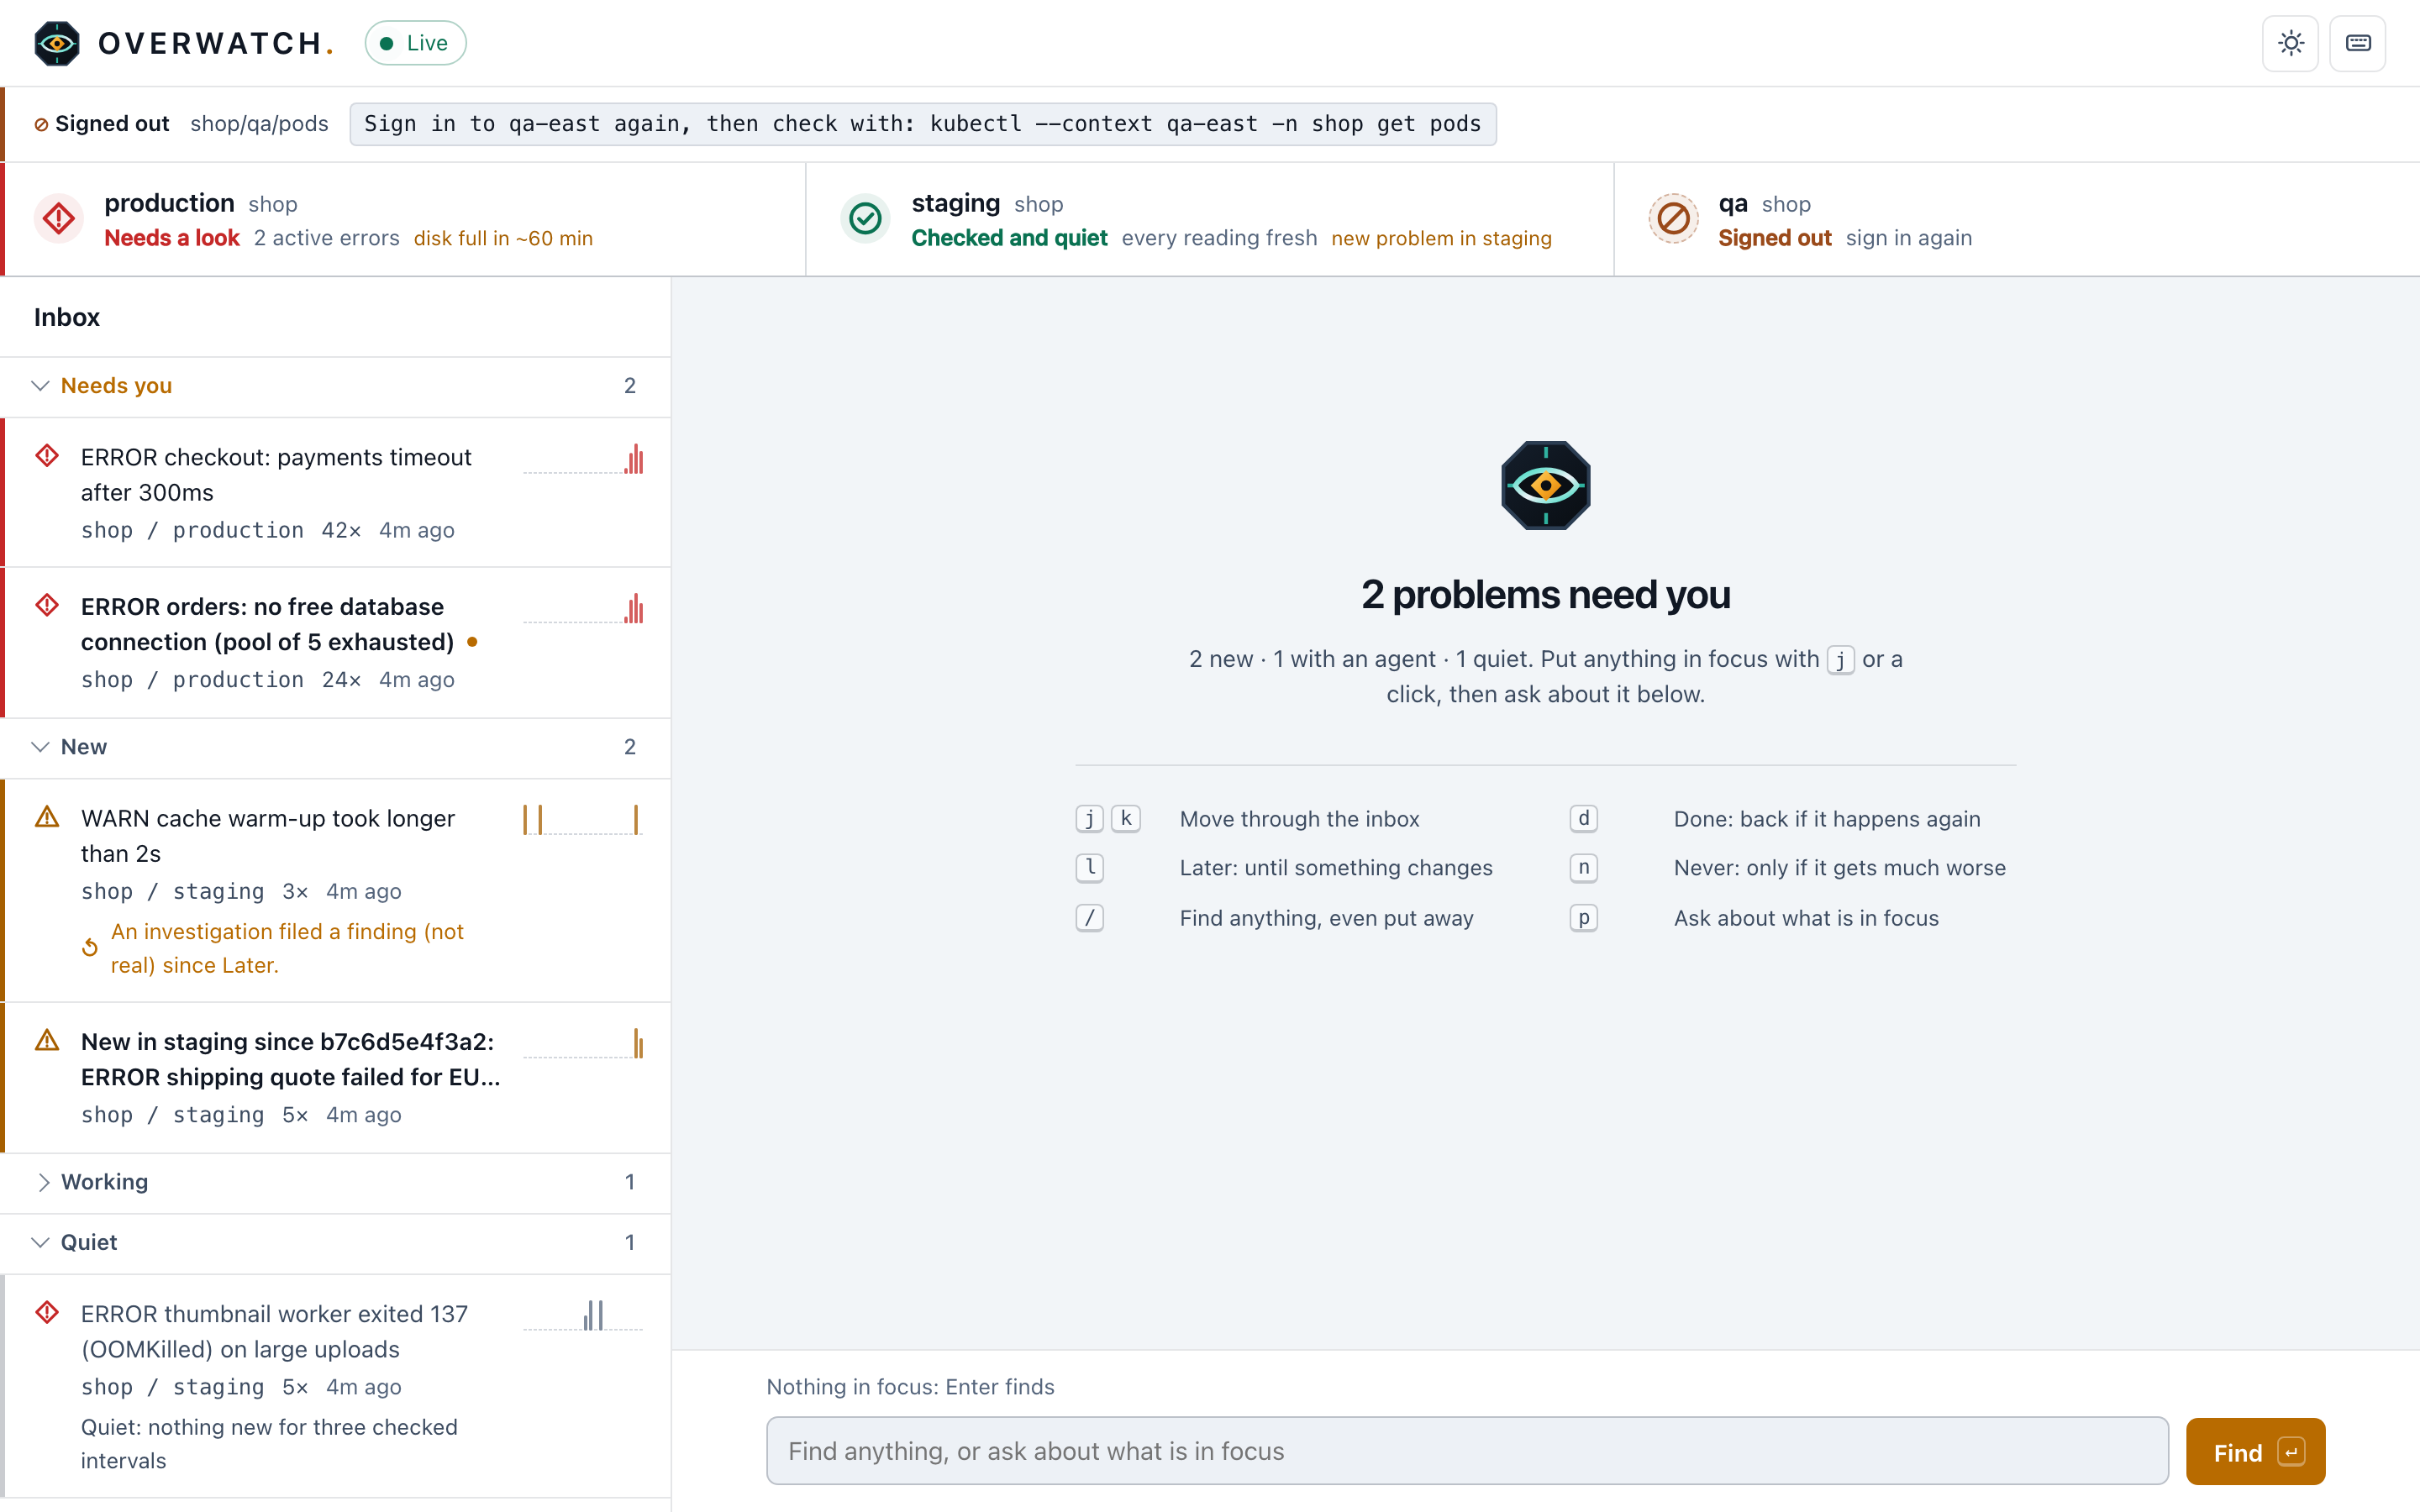 OVERWATCH.
Live
Signed out shop/qa/pods Sign in to qa-east again, then check with: kubectl --context qa-east -n shop get pods
production shop
Needs a look 2 active errors disk full in ~60 min
staging shop
Checked and quiet every reading fresh new problem in staging
qa shop
Signed out sign in again
Inbox
Needs you 2
ERROR checkout: payments timeout
after 300ms
shop / production 42× 4m ago
ERROR orders: no free database
connection (pool of 5 exhausted)
shop / production 24× 4m ago
New 2
WARN cache warm-up took longer
than 2s
shop / staging 3× 4m ago
An investigation filed a finding (not
real) since Later.
New in staging since b7c6d5e4f3a2:
ERROR shipping quote failed for EU...
shop / staging 5× 4m ago
Working 1
Quiet 1
ERROR thumbnail worker exited 137
(OOMKilled) on large uploads
shop / staging 5× 4m ago
Quiet: nothing new for three checked
intervals
2 problems need you
2 new · 1 with an agent · 1 quiet. Put anything in focus with j or a
click, then ask about it below.
j k Move through the inbox
d Done: back if it happens again
l Later: until something changes
n Never: only if it gets much worse
/ Find anything, even put away
p Ask about what is in focus
Nothing in focus: Enter finds
Find anything, or ask about what is in focus
Find ↵